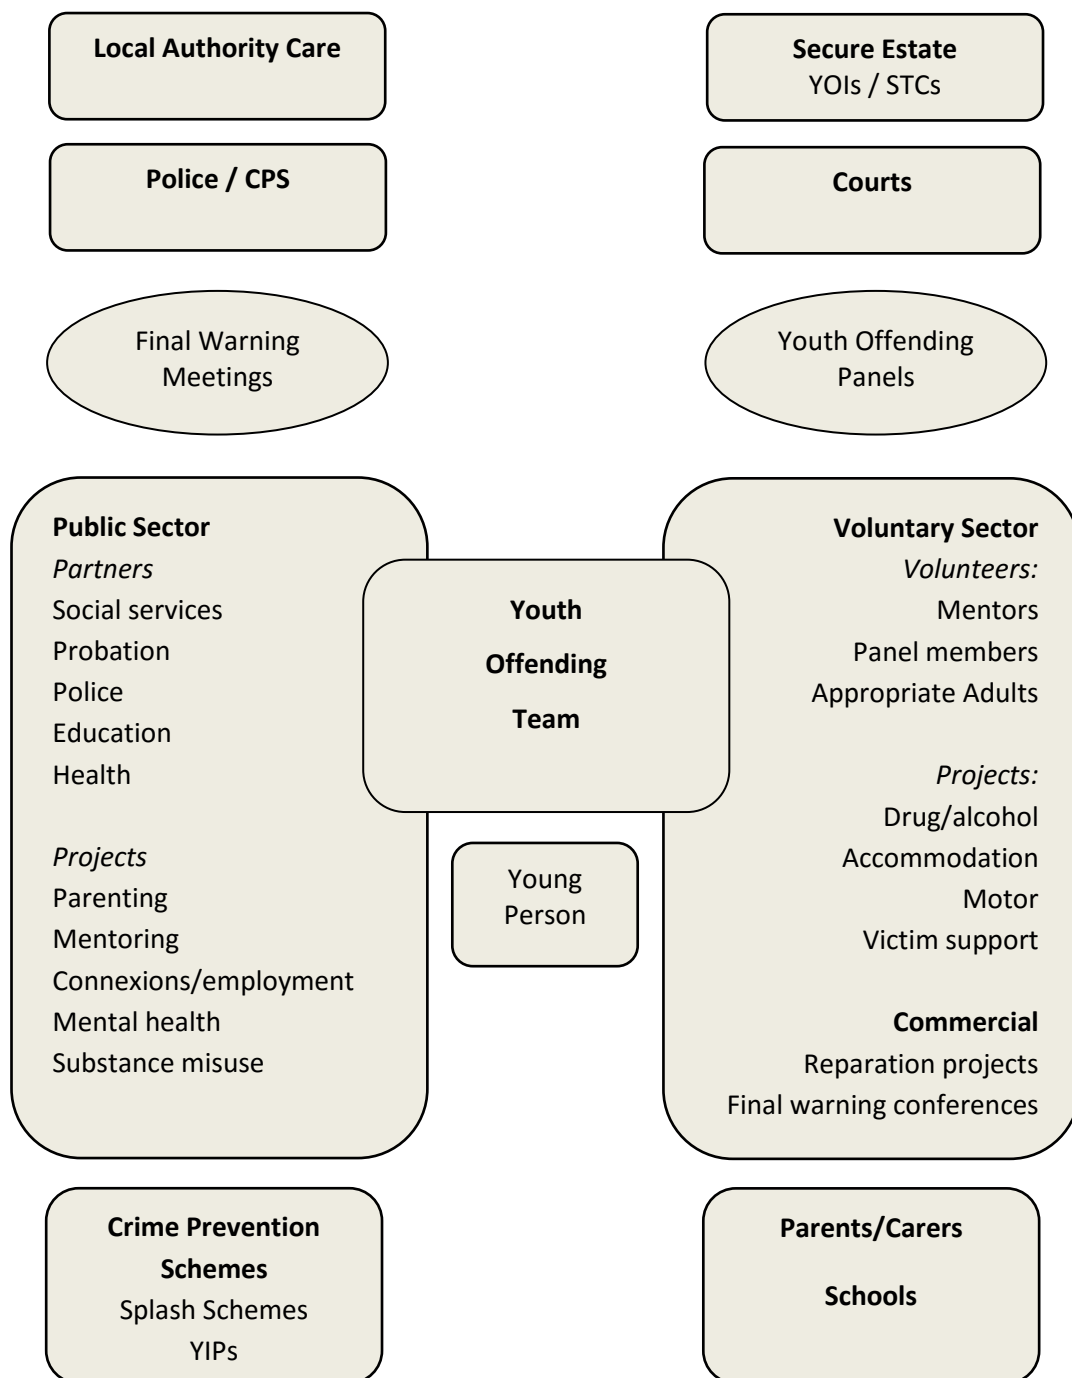 Local Authority Care
Secure Estate
YOIs / STCs
Police / CPS
Courts
Final Warning
Meetings
Youth Offending
Panels
Public Sector
Partners
Social services
Probation
Police
Education
Health
Projects
Parenting
Mentoring
Connexions/employment
Mental health
Substance misuse
Youth
Offending
Team
Young
Person
Voluntary Sector
Volunteers:
Mentors
Panel members
Appropriate Adults
Projects:
Drug/alcohol
Accommodation
Motor
Victim support
Commercial
Reparation projects
Final warning conferences
Crime Prevention
Schemes
Splash Schemes
YIPs
Parents/Carers
Schools